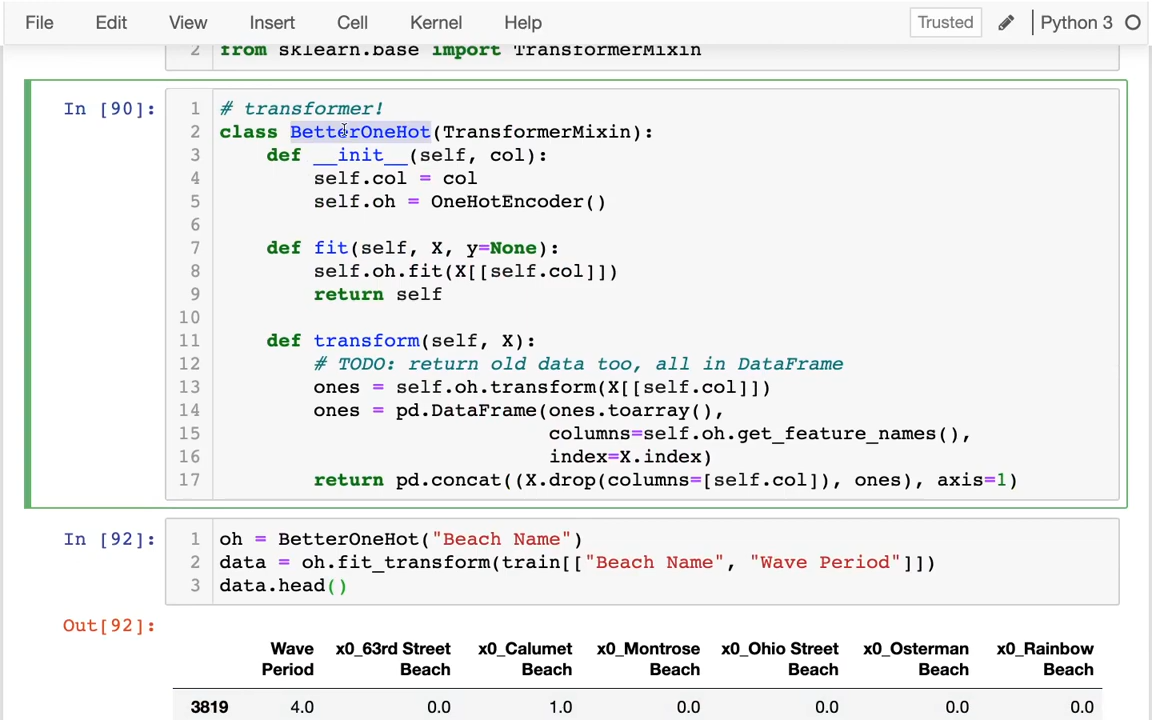 File Edit View Insert Cell Kernel Help Trusted Python 3
2 from sklearn.base import TransformerMixin
In [90]: 1 # transformer!
2 class BetterOneHot(TransformerMixin):
3 def __init__(self, col):
4 self.col = col
5 self.oh = OneHotEncoder()
6
7 def fit(self, X, y=None):
8 self.oh.fit(X[[self.col]])
9 return self
10
11 def transform(self, X):
12 # TODO: return old data too, all in DataFrame
13 ones = self.oh.transform(X[[self.col]])
14 ones = pd.DataFrame(ones.toarray(),
15 columns=self.oh.get_feature_names(),
16 index=X.index)
17 return pd.concat((X.drop(columns=[self.col]), ones), axis=1)
In [92]: 1 oh = BetterOneHot("Beach Name")
2 data = oh.fit_transform(train[["Beach Name", "Wave Period"]])
3 data.head()
Out[92]:
Wave x0_63rd Street x0_Calumet x0_Montrose x0_Ohio Street x0_Osterman x0_Rainbow
Period Beach Beach Beach Beach Beach Beach
3819 4.0 0.0 1.0 0.0 0.0 0.0 0.0